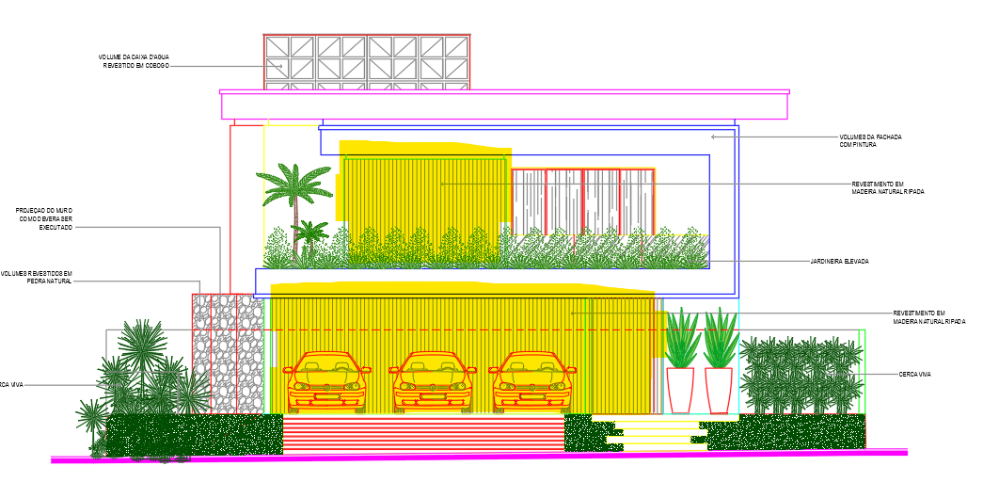 VOLUME DA CAIXA D'AGUA
REVESTIDO EM COBOGO
VOLUMES DA FACHADA
COM PINTURA
REVESTIMENTO EM
MADEIRA NATURAL RIPADA
PROJEÇAO DO MURO
COMO DEVERA SER
EXECUTADO
JARDINEIRA ELEVADA
VOLUMES REVESTIDOS EM
PEDRA NATURAL
REVESTIMENTO EM
MADEIRA NATURAL RIPADA
CERCA VIVA
RCA VIVA